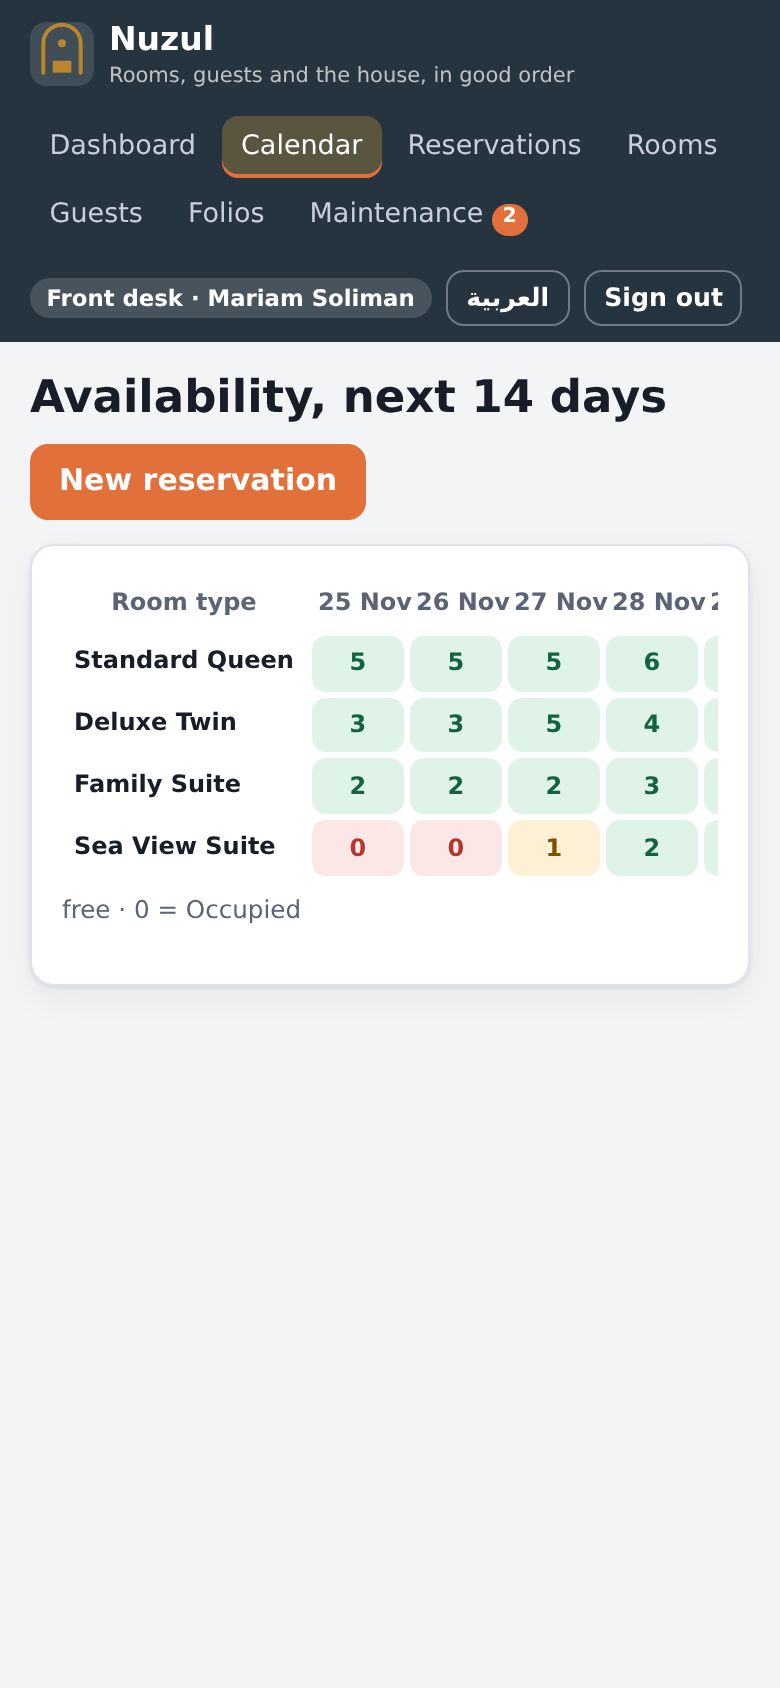 Nuzul
Rooms, guests and the house, in good order
Dashboard Calendar Reservations Rooms
Guests Folios Maintenance 2
Front desk · Mariam Soliman العربية Sign out
Availability, next 14 days
New reservation
Room type 25 Nov 26 Nov 27 Nov 28 Nov
Standard Queen 5 5 5 6
Deluxe Twin 3 3 5 4
Family Suite 2 2 2 3
Sea View Suite 0 0 1 2
free · 0 = Occupied